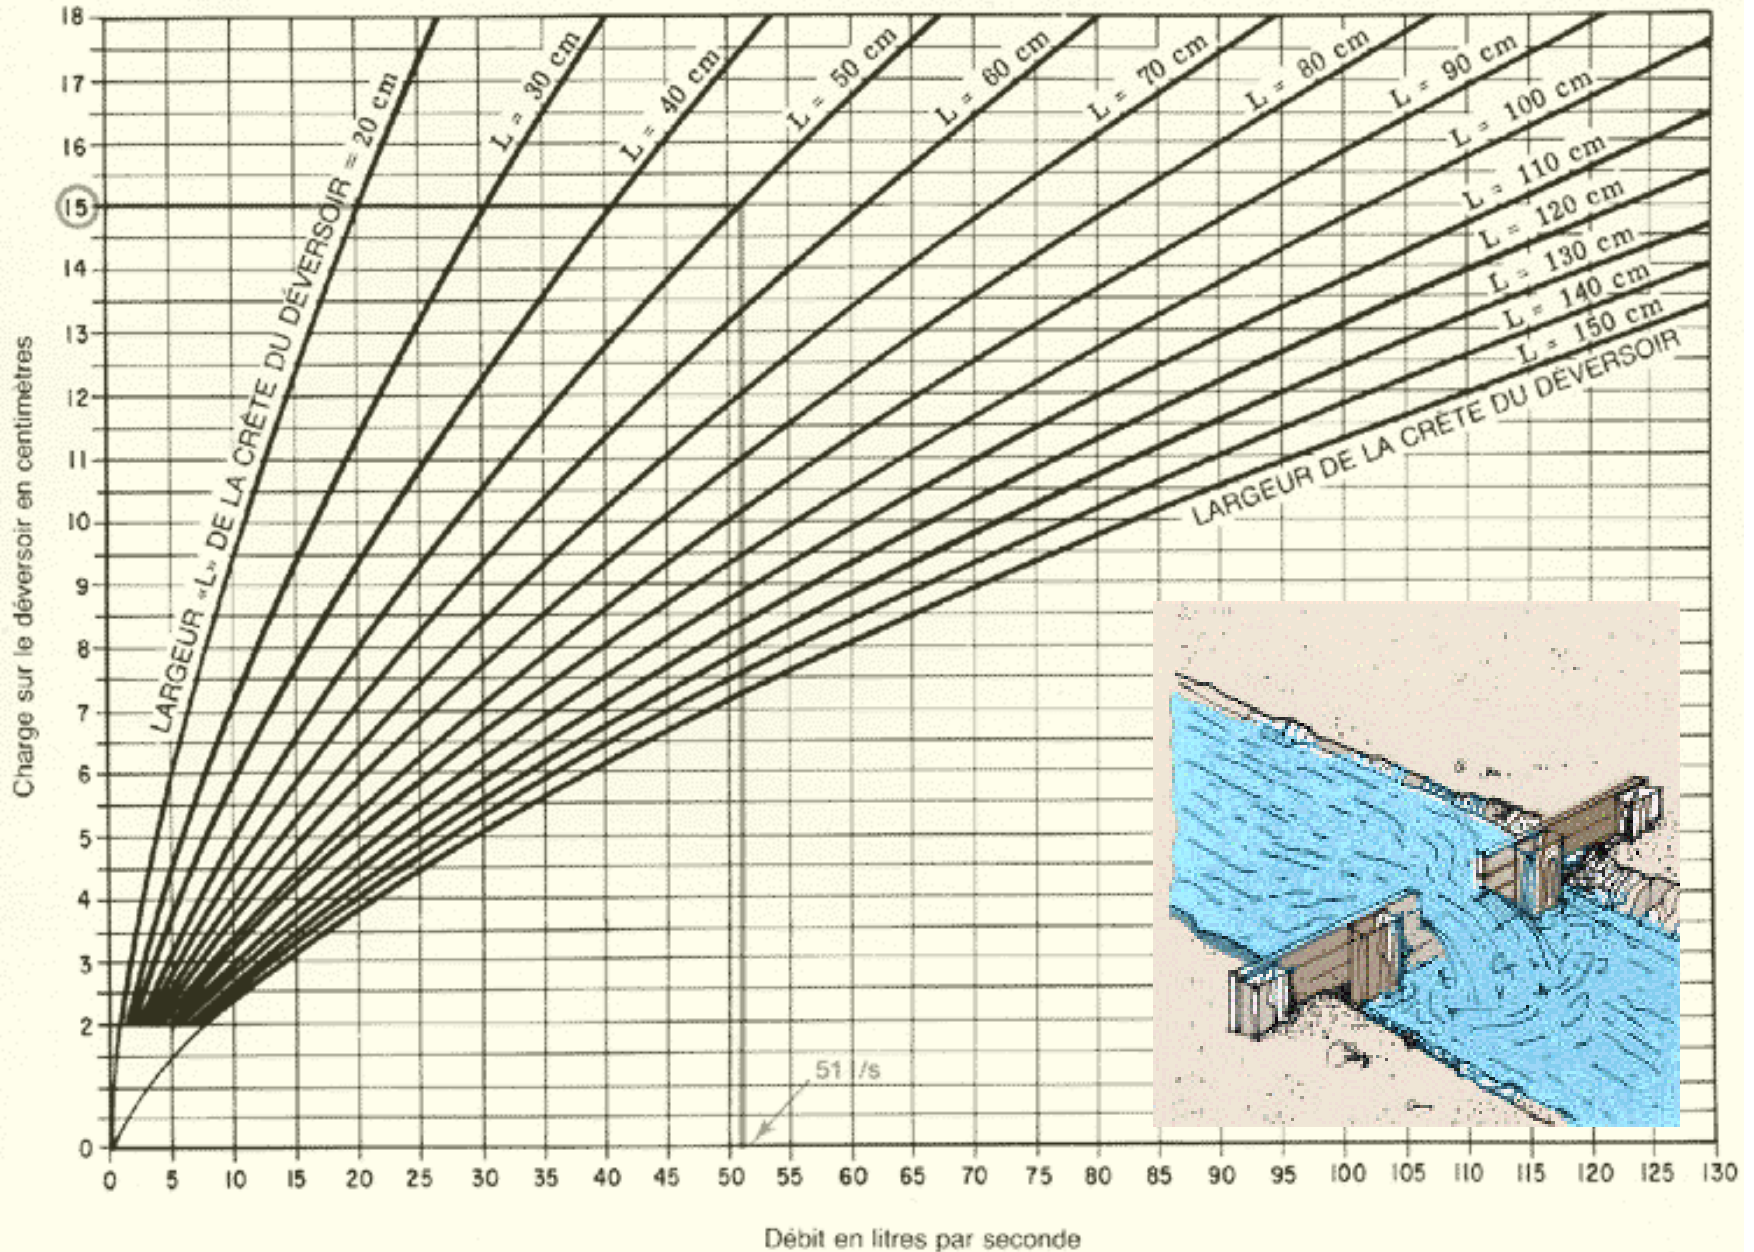 Charge sur le déversoir en centimètres
18
17
16
15
14
13
12
11
10
9
8
7
6
5
4
3
2
0
LARGEUR «L» DE LA CRÊTE DU DÉVERSOIR = 20 cm
L = 30 cm
L = 40 cm
L = 50 cm
L = 60 cm
L = 70 cm
L = 80 cm
L = 90 cm
L = 100 cm
L = 110 cm
L = 120 cm
L = 130 cm
L = 140 cm
L = 150 cm
LARGEUR DE LA CRÊTE DU DÉVERSOIR
51 l/s
0 5 10 15 20 25 30 35 40 45 50 55 60 65 70 75 80 85 90 95 100 105 110 115 120 125 130
Débit en litres par seconde